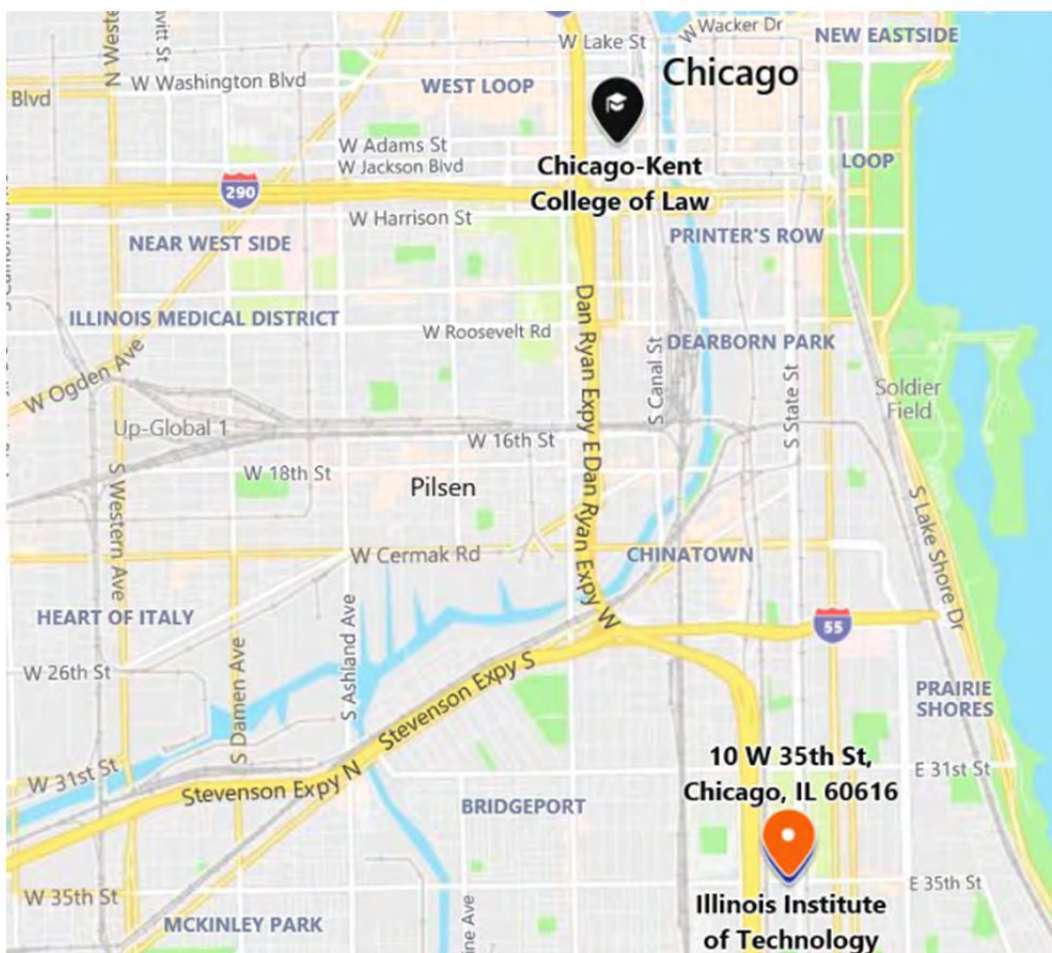 N Weste
vitt St
W Lake St
W Wacker Dr
NEW EASTSIDE
Blvd
W Washington Blvd
WEST LOOP
Chicago
W Adams St
W Jackson Blvd
Chicago-Kent
College of Law
LOOP
290
W Harrison St
NEAR WEST SIDE
PRINTER'S ROW
ILLINOIS MEDICAL DISTRICT
W Roosevelt Rd
Dan Ryan Expy E
DEARBORN PARK
W Ogden Ave
S Canal St
S State St
Soldier
Field
Up-Global 1
W 16th St
W 18th St
Pilsen
Dan Ryan Expy W
S Western Ave
S Lake Shore Dr
W Cermak Rd
CHINATOWN
HEART OF ITALY
S Ashland Ave
55
W 26th St
S Damen Ave
Stevenson Expy S
PRAIRIE
SHORES
W 31st St
Stevenson Expy N
10 W 35th St,
Chicago, IL 60616
E 31st St
BRIDGEPORT
W 35th St
E 35th St
MCKINLEY PARK
ine Ave
Illinois Institute
of Technology